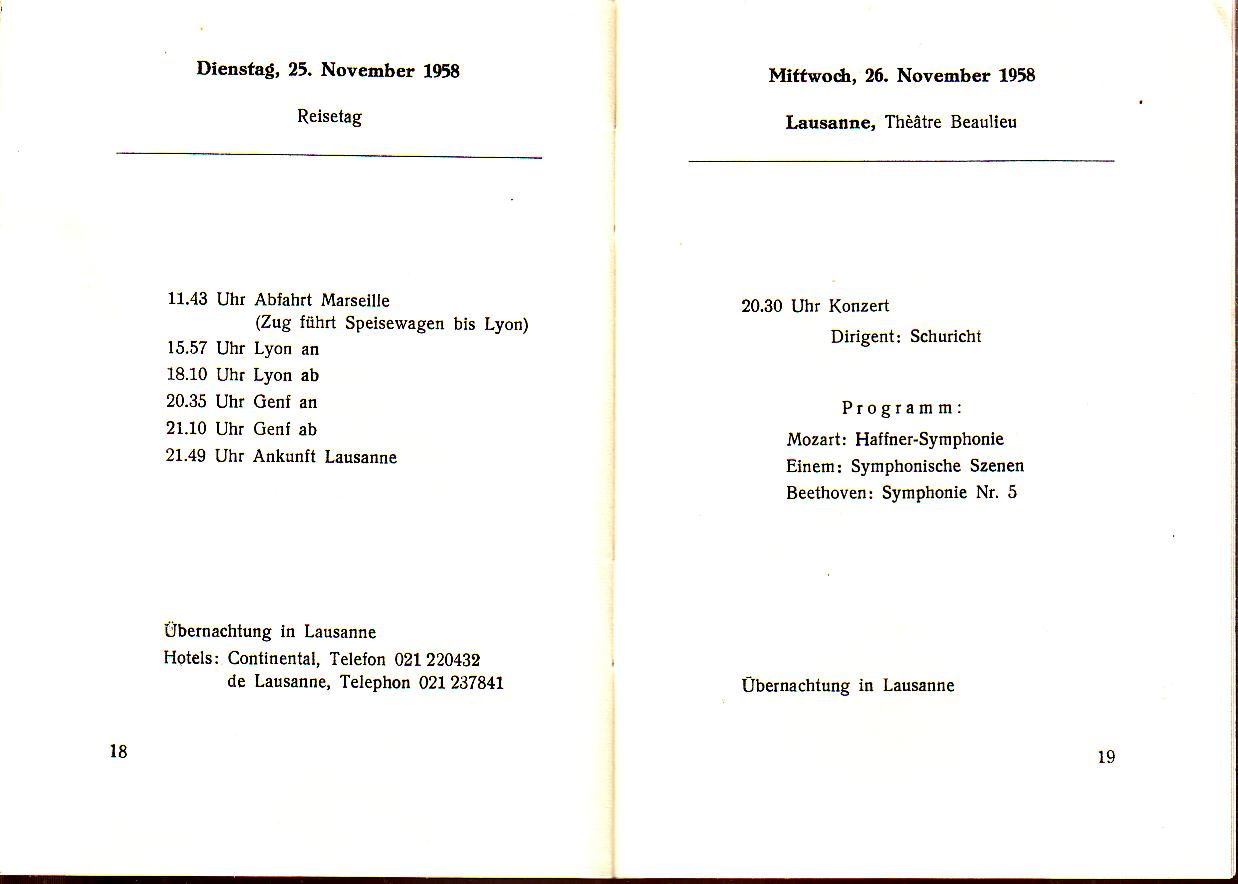 Dienstag, 25. November 1958
Reisetag
11.43 Uhr Abfahrt Marseille
(Zug führt Speisewagen bis Lyon)
15.57 Uhr Lyon an
18.10 Uhr Lyon ab
20.35 Uhr Genf an
21.10 Uhr Genf ab
21.49 Uhr Ankunft Lausanne
Übernachtung in Lausanne
Hotels: Continental, Telefon 021 220432
de Lausanne, Telephon 021 237841
18
Mittwoch, 26. November 1958
Lausanne, Thèâtre Beaulieu
20.30 Uhr Konzert
Dirigent: Schuricht
Programm:
Mozart: Haffner-Symphonie
Einem: Symphonische Szenen
Beethoven: Symphonie Nr. 5
Übernachtung in Lausanne
19